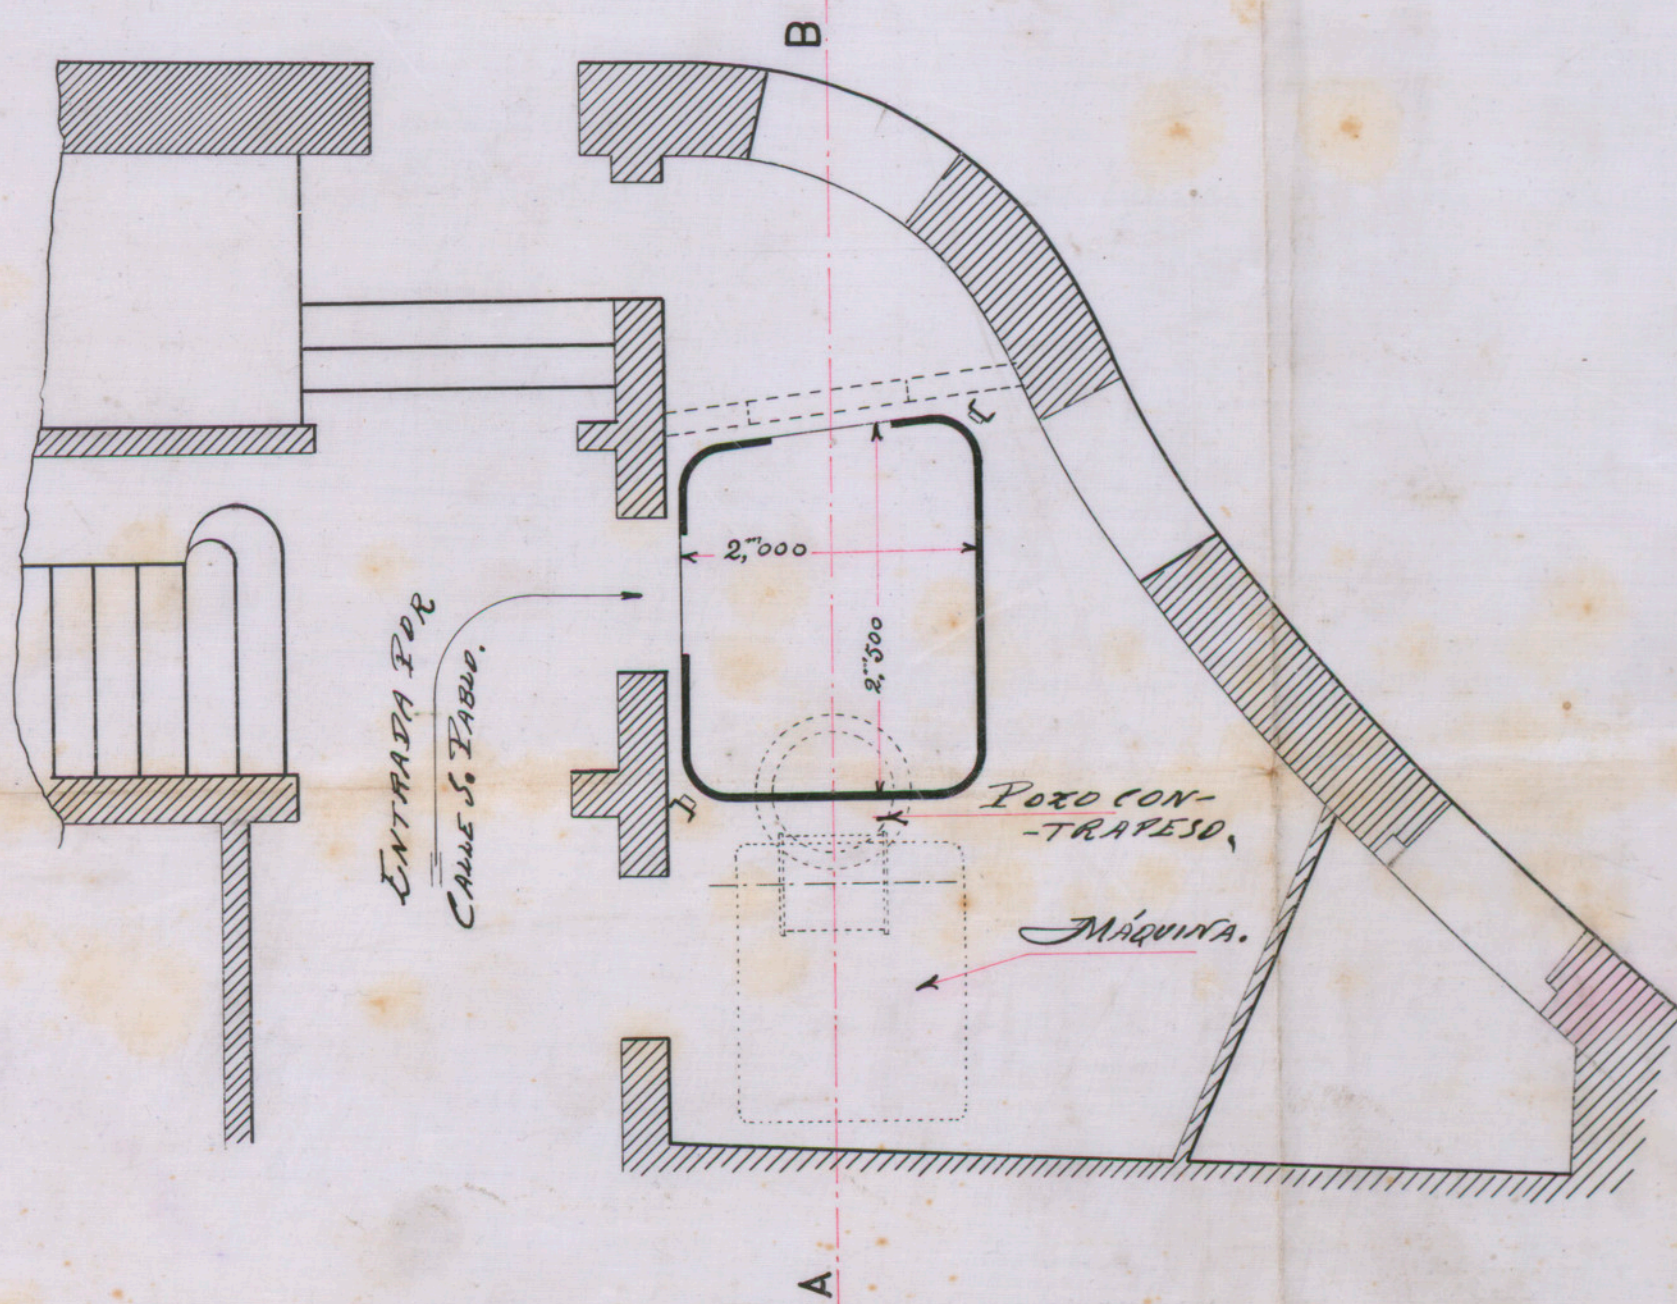 B
2,ᵐ000
2,ᵐ500
ENTRADA POR
CALLE S. PABLO.
POZO CON-
-TRAPESO.
MÁQUINA.
A